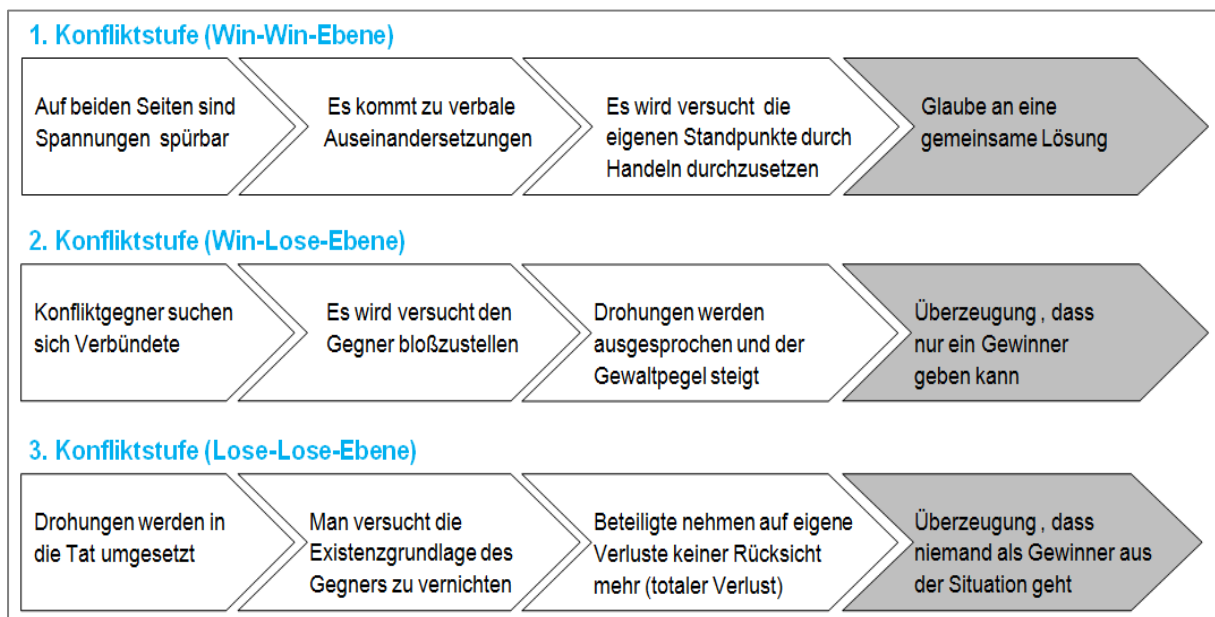 1. Konfliktstufe (Win-Win-Ebene)
Auf beiden Seiten sind
Spannungen spürbar
Es kommt zu verbale
Auseinandersetzungen
Es wird versucht die
eigenen Standpunkte durch
Handeln durchzusetzen
Glaube an eine
gemeinsame Lösung
2. Konfliktstufe (Win-Lose-Ebene)
Konfliktgegner suchen
sich Verbündete
Es wird versucht den
Gegner bloßzustellen
Drohungen werden
ausgesprochen und der
Gewaltpegel steigt
Überzeugung , dass
nur ein Gewinner
geben kann
3. Konfliktstufe (Lose-Lose-Ebene)
Drohungen werden in
die Tat umgesetzt
Man versucht die
Existenzgrundlage des
Gegners zu vernichten
Beteiligte nehmen auf eigene
Verluste keiner Rücksicht
mehr (totaler Verlust)
Überzeugung , dass
niemand als Gewinner aus
der Situation geht